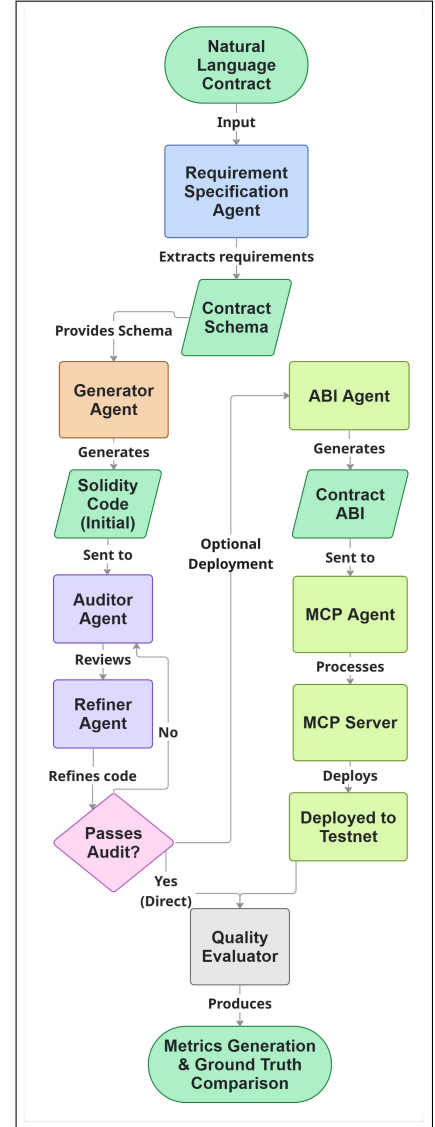 Natural
Language
Contract
Input
Requirement
Specification
Agent
Extracts requirements
Contract
Schema
Provides Schema
Generator
Agent
Generates
Solidity
Code
(Initial)
Sent to
Auditor
Agent
Reviews
Refiner
Agent
No
Refines code
Passes
Audit?
Yes
(Direct)
Optional
Deployment
ABI Agent
Generates
Contract
ABI
Sent to
MCP Agent
Processes
MCP Server
Deploys
Deployed to
Testnet
Quality
Evaluator
Produces
Metrics Generation
& Ground Truth
Comparison